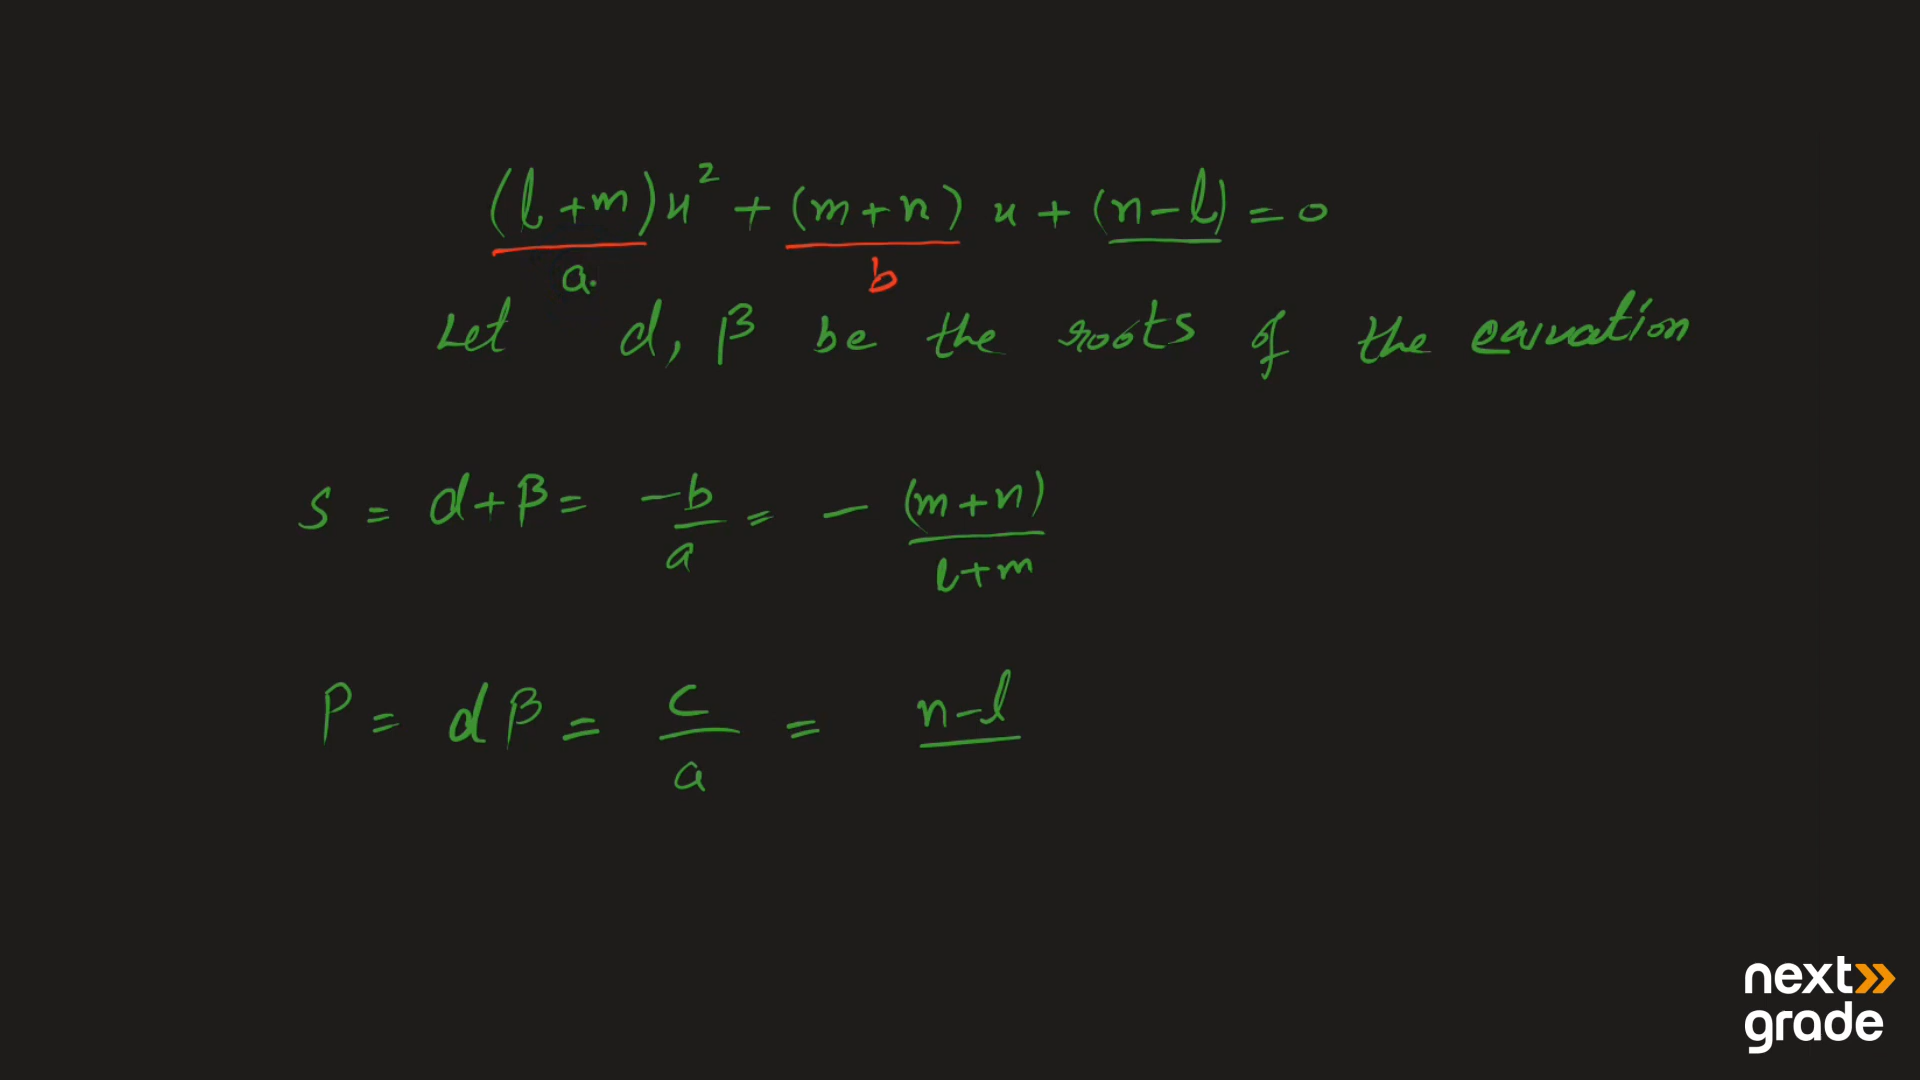 (l+m)x² + (m+n) x + (n-l) = 0
a. b
Let α, β be the roots of the equation
S = α+β = -b/a = - (m+n)/l+m
P = αβ = c/a = n-l
next
grade